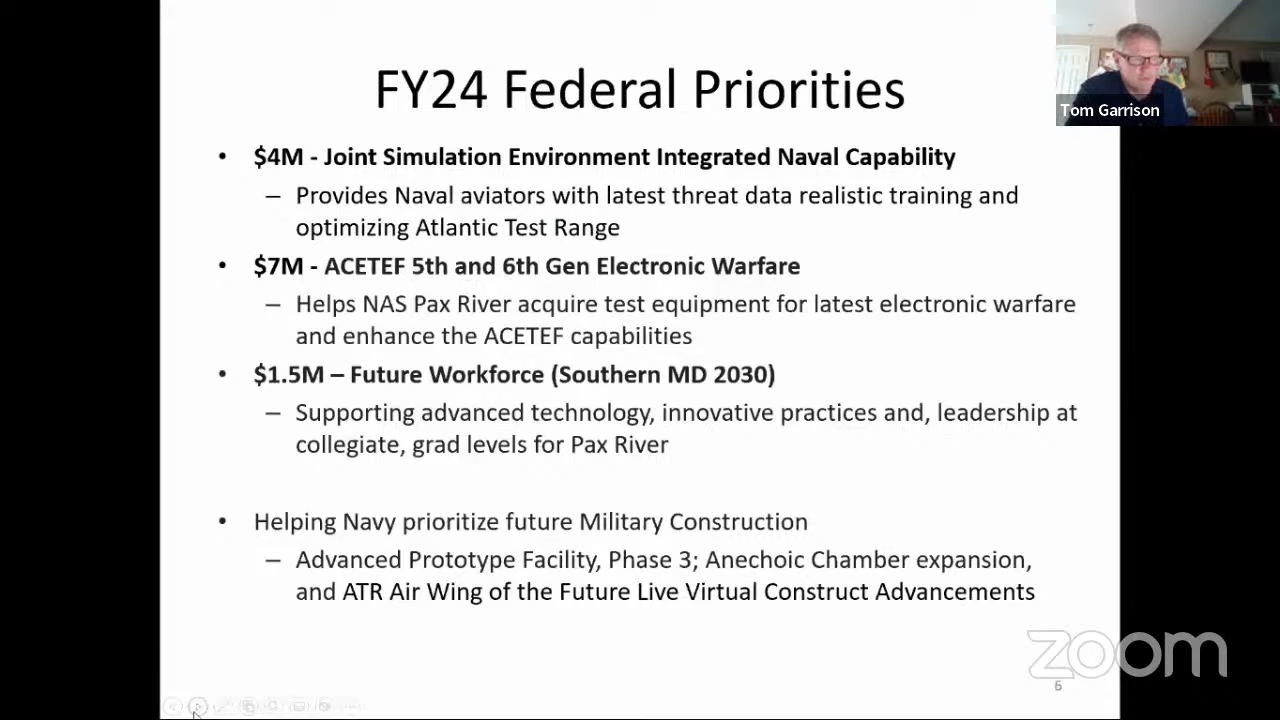 FY24 Federal Priorities
Tom Garrison
• $4M - Joint Simulation Environment Integrated Naval Capability
– Provides Naval aviators with latest threat data realistic training and
optimizing Atlantic Test Range
• $7M - ACETEF 5th and 6th Gen Electronic Warfare
– Helps NAS Pax River acquire test equipment for latest electronic warfare
and enhance the ACETEF capabilities
• $1.5M – Future Workforce (Southern MD 2030)
– Supporting advanced technology, innovative practices and, leadership at
collegiate, grad levels for Pax River
• Helping Navy prioritize future Military Construction
– Advanced Prototype Facility, Phase 3; Anechoic Chamber expansion,
and ATR Air Wing of the Future Live Virtual Construct Advancements
zoom
6